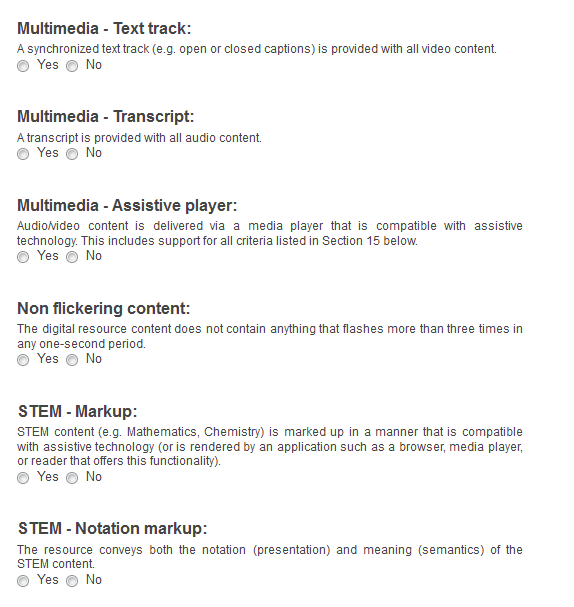 Multimedia - Text track:
A synchronized text track (e.g. open or closed captions) is provided with all video content.
Yes No
Multimedia - Transcript:
A transcript is provided with all audio content.
Yes No
Multimedia - Assistive player:
Audio/video content is delivered via a media player that is compatible with assistive
technology. This includes support for all criteria listed in Section 15 below.
Yes No
Non flickering content:
The digital resource content does not contain anything that flashes more than three times in
any one-second period.
Yes No
STEM - Markup:
STEM content (e.g. Mathematics, Chemistry) is marked up in a manner that is compatible
with assistive technology (or is rendered by an application such as a browser, media player,
or reader that offers this functionality).
Yes No
STEM - Notation markup:
The resource conveys both the notation (presentation) and meaning (semantics) of the
STEM content.
Yes No